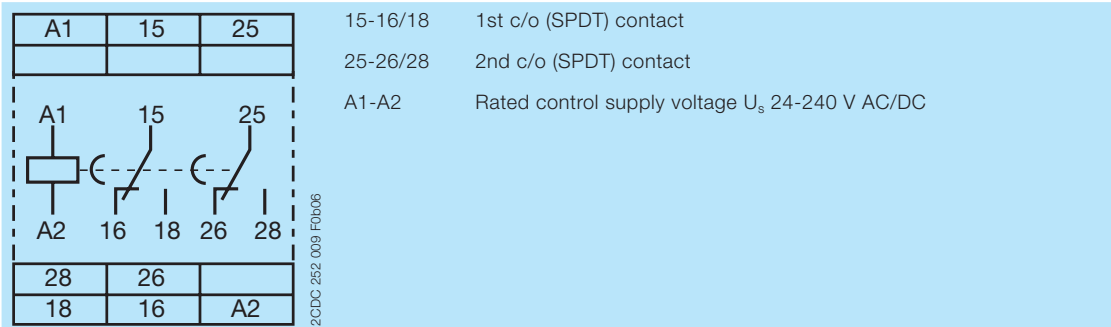 A1 15 25
15-16/18 1st c/o (SPDT) contact
25-26/28 2nd c/o (SPDT) contact
A1-A2 Rated control supply voltage Us 24-240 V AC/DC
A1 15 25
A2 16 18 26 28
28 26
18 16 A2
2CDC 252 009 F0b06